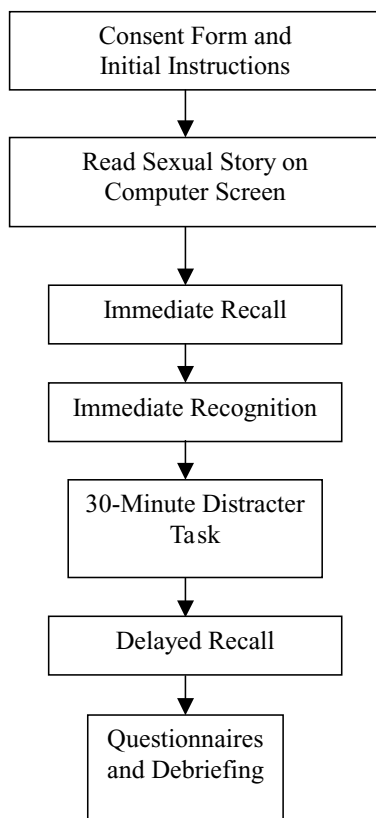 Consent Form and
Initial Instructions
Read Sexual Story on
Computer Screen
Immediate Recall
Immediate Recognition
30-Minute Distracter
Task
Delayed Recall
Questionnaires
and Debriefing